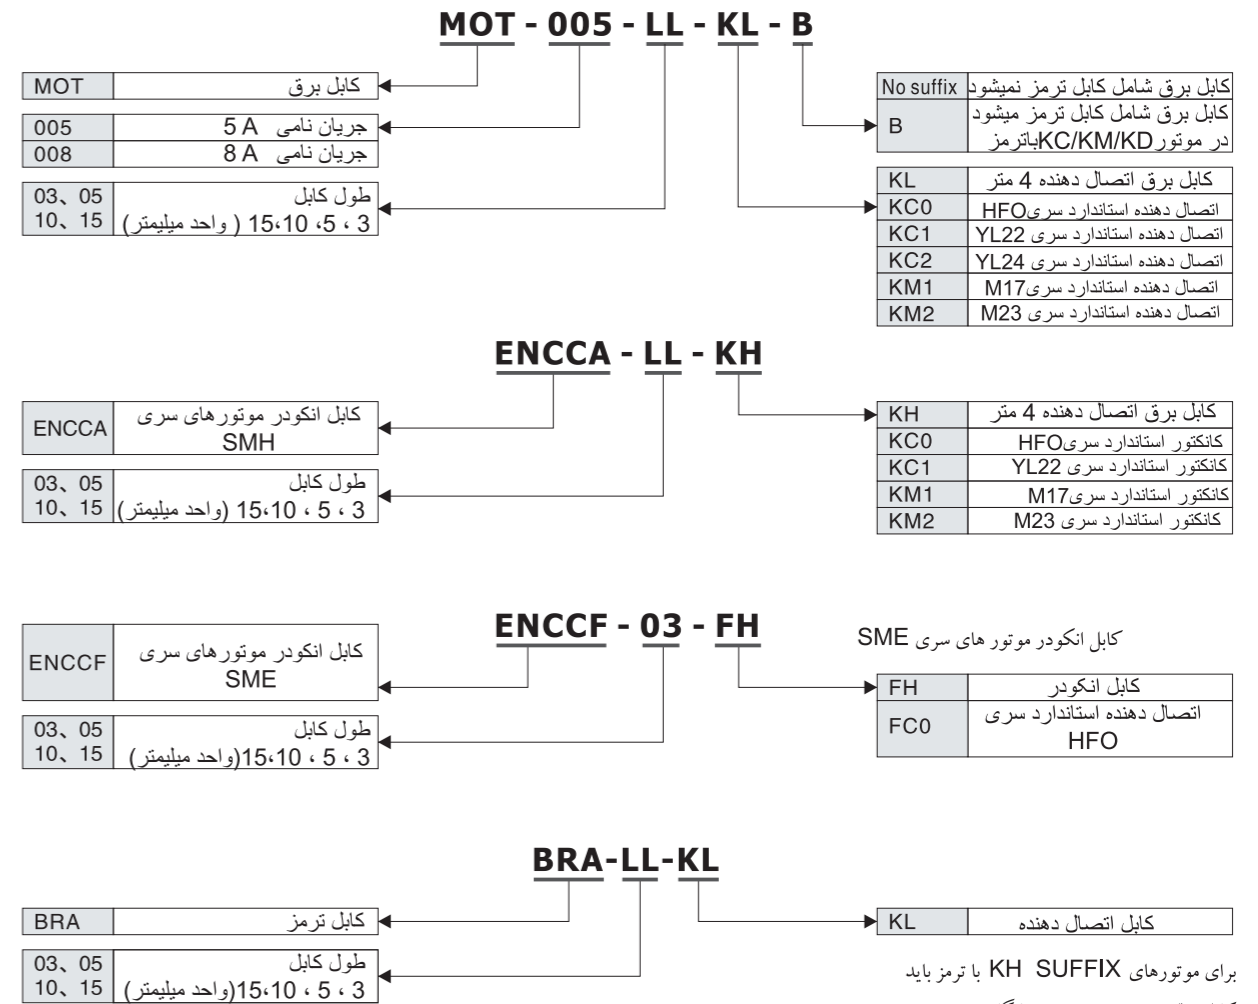 MOT - 005 - LL - KL - B
MOT کابل برق
005 جریان نامی 5 A
008 جریان نامی 8 A
03、05 طول کابل
10、15 3 ، 5، 15،10 ( واحد میلیمتر)
No suffix کابل برق شامل کابل ترمز نمیشود
B کابل برق شامل کابل ترمز میشود
در موتور KC/KM/KDباترمز
KL کابل برق اتصال دهنده 4 متر
KC0 اتصال دهنده استاندارد سریHFO
KC1 اتصال دهنده استاندارد سری YL22
KC2 اتصال دهنده استاندارد سری YL24
KM1 اتصال دهنده استاندارد سریM17
KM2 اتصال دهنده استاندارد سری M23
ENCCA - LL - KH
ENCCA کابل انکودر موتورهای سری
SMH
03、05 طول کابل
10、15 3 ، 5 ، 15،10 (واحد میلیمتر)
KH کابل برق اتصال دهنده 4 متر
KC0 کانکتور استاندارد سریHFO
KC1 کانکتور استاندارد سری YL22
KM1 کانکتور استاندارد سریM17
KM2 کانکتور استاندارد سری M23
ENCCF - 03 - FH
ENCCF کابل انکودر موتورهای سری
SME
03、05 طول کابل
10、15 3 ، 5 ، 15،10(واحد میلیمتر)
کابل انکودر موتور های سری SME
FH کابل انکودر
FC0 اتصال دهنده استاندارد سری
HFO
BRA-LL-KL
BRA کابل ترمز
03、05 طول کابل
10、15 3 ، 5 ، 15،10(واحد میلیمتر)
KL کابل اتصال دهنده
برای موتورهای KH SUFFIX با ترمز باید